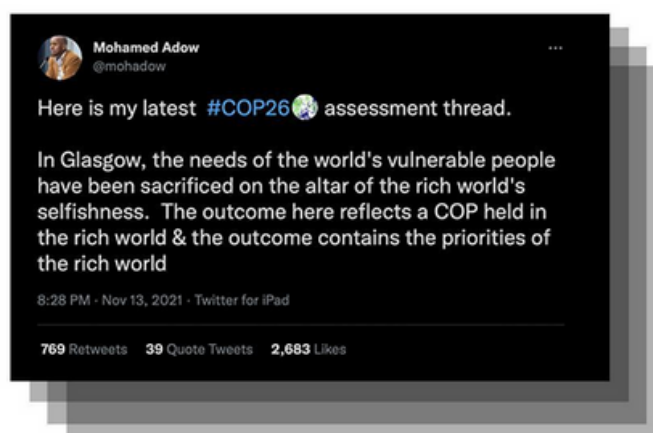 Mohamed Adow
@mohadow
...
Here is my latest #COP26 assessment thread.
In Glasgow, the needs of the world's vulnerable people
have been sacrificed on the altar of the rich world's
selfishness. The outcome here reflects a COP held in
the rich world & the outcome contains the priorities of
the rich world
8:28 PM · Nov 13, 2021 · Twitter for iPad
769 Retweets 39 Quote Tweets 2,683 Likes